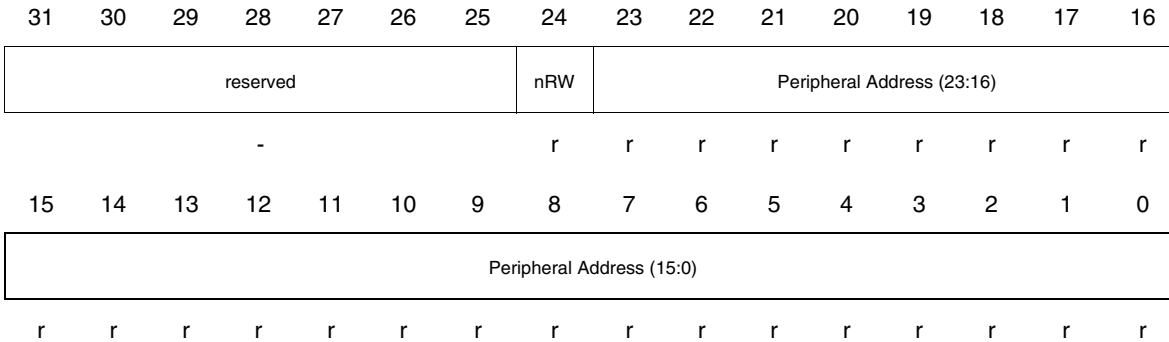 31 30 29 28 27 26 25 24 23 22 21 20 19 18 17 16
reserved nRW Peripheral Address (23:16)
- r r r r r r r r r
15 14 13 12 11 10 9 8 7 6 5 4 3 2 1 0
Peripheral Address (15:0)
r r r r r r r r r r r r r r r r